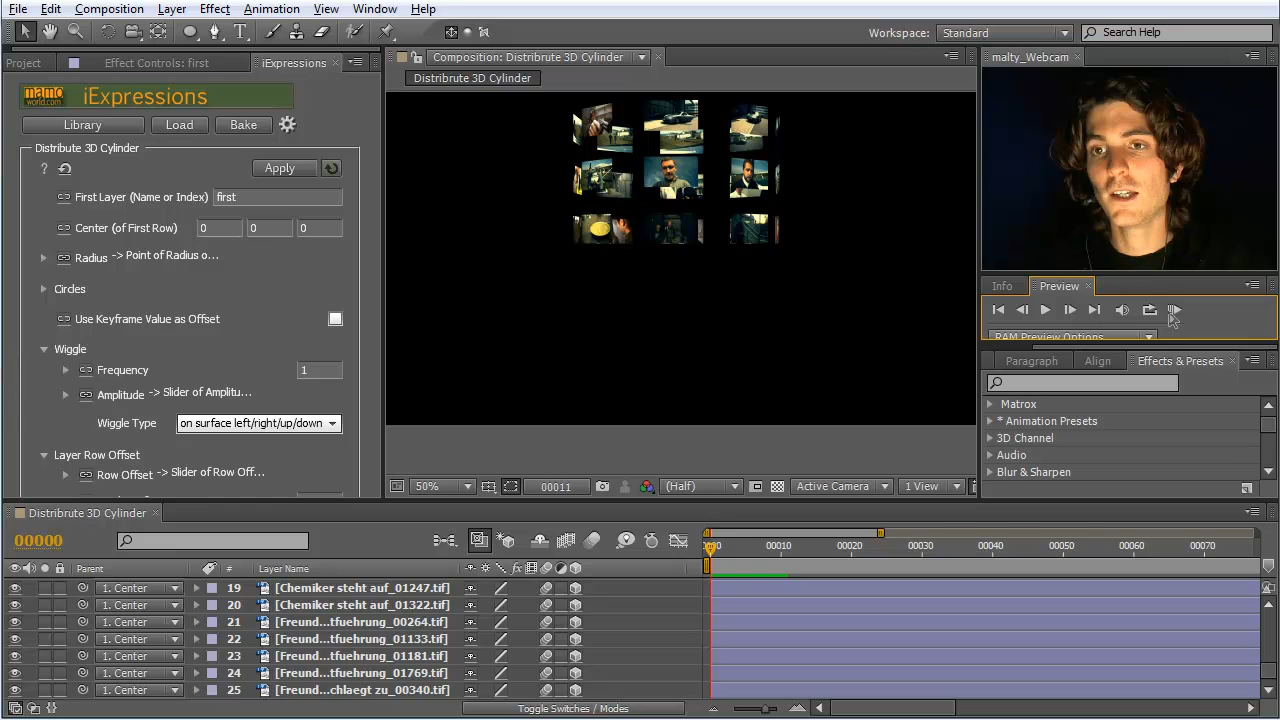 File Edit Composition Layer Effect Animation View Window Help
Workspace: Standard Search Help
Project Effect Controls: first iExpressions
Composition: Distribrute 3D Cylinder
malty_Webcam
Distribrute 3D Cylinder
mamoworld.com iExpressions
Library Load Bake
Distribute 3D Cylinder
? Apply
First Layer (Name or Index) first
Center (of First Row) 0 0 0
Radius -> Point of Radius o...
Circles
Use Keyframe Value as Offset
Wiggle
Frequency 1
Amplitude -> Slider of Amplitu...
Wiggle Type on surface left/right/up/down
Layer Row Offset
Row Offset -> Slider of Row Off...
50% 00011 (Half) Active Camera 1 View
Info Preview
RAM Preview Options
Paragraph Align Effects & Presets
Matrox
* Animation Presets
3D Channel
Audio
Blur & Sharpen
Distribrute 3D Cylinder
00000
00010 00020 00030 00040 00050 00060 00070
Parent # Layer Name
1. Center 19 [Chemiker steht auf_01247.tif]
1. Center 20 [Chemiker steht auf_01322.tif]
1. Center 21 [Freund...tfuehrung_00264.tif]
1. Center 22 [Freund...tfuehrung_01133.tif]
1. Center 23 [Freund...tfuehrung_01181.tif]
1. Center 24 [Freund...tfuehrung_01769.tif]
1. Center 25 [Freund...chlaegt zu_00340.tif]
Toggle Switches / Modes